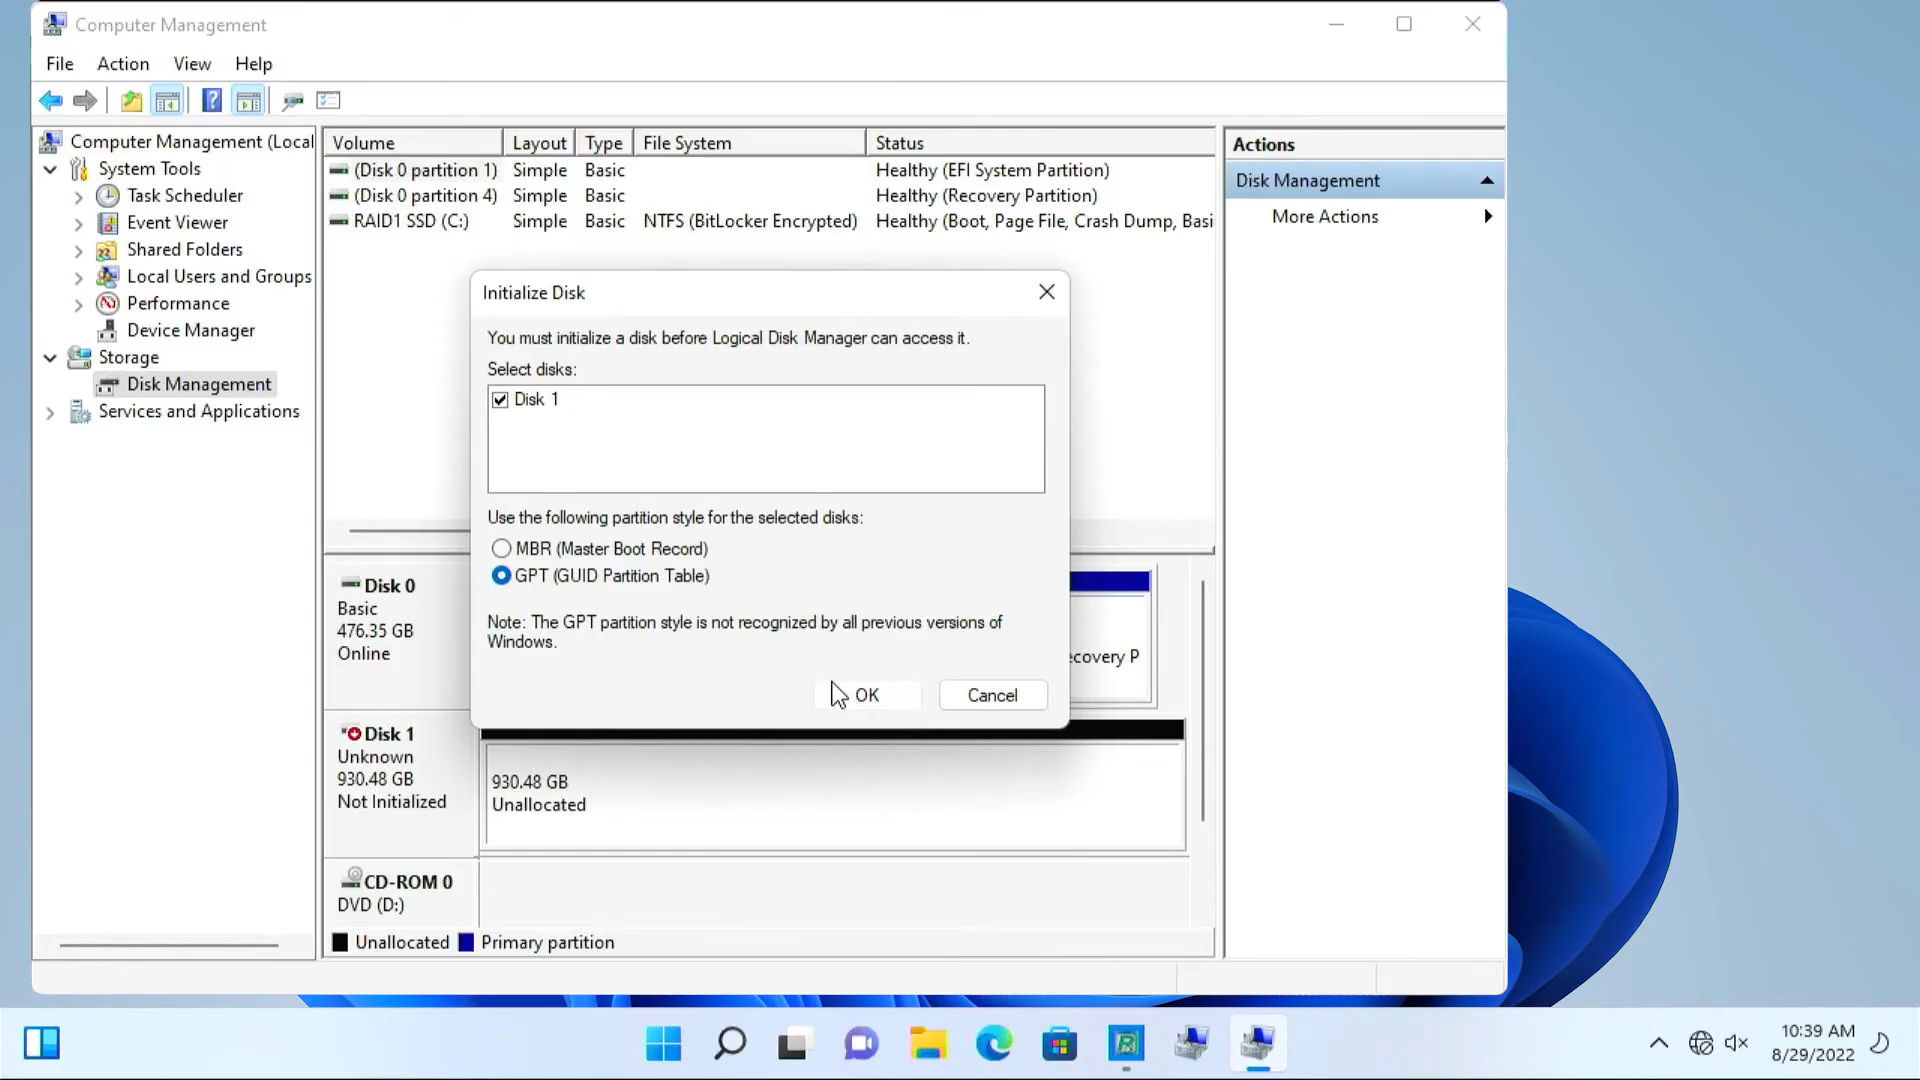 Computer Management
File Action View Help
Computer Management (Local
System Tools
Task Scheduler
Event Viewer
Shared Folders
Local Users and Groups
Performance
Device Manager
Storage
Disk Management
Services and Applications
Volume Layout Type File System Status
(Disk 0 partition 1) Simple Basic Healthy (EFI System Partition)
(Disk 0 partition 4) Simple Basic Healthy (Recovery Partition)
RAID1 SSD (C:) Simple Basic NTFS (BitLocker Encrypted) Healthy (Boot, Page File, Crash Dump, Basi
Actions
Disk Management
More Actions
Initialize Disk
You must initialize a disk before Logical Disk Manager can access it.
Select disks:
Disk 1
Use the following partition style for the selected disks:
MBR (Master Boot Record)
GPT (GUID Partition Table)
Note: The GPT partition style is not recognized by all previous versions of
Windows.
OK Cancel
Disk 0
Basic
476.35 GB
Online
ecovery P
Disk 1
Unknown
930.48 GB
Not Initialized
930.48 GB
Unallocated
CD-ROM 0
DVD (D:)
Unallocated Primary partition
10:39 AM
8/29/2022